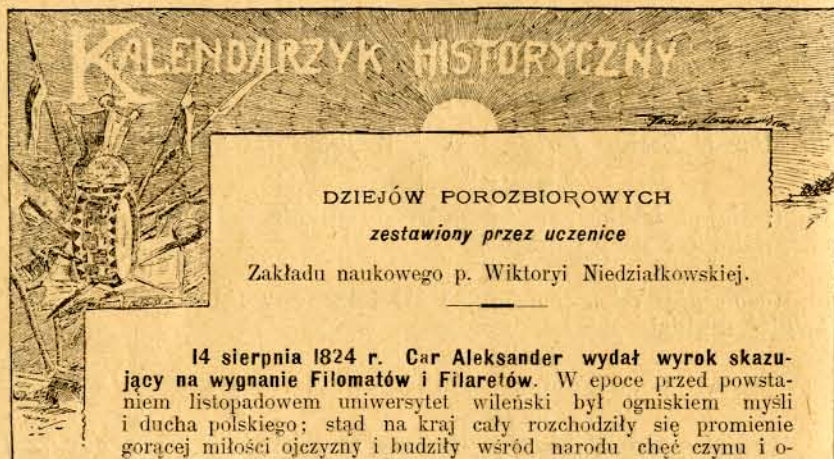 KALENDARZYK HISTORYCZNY
DZIEJÓW POROZBIOROWYCH
zestawiony przez uczenice
Zakładu naukowego p. Wiktoryi Niedziałkowskiej.
14 sierpnia 1824 r. Car Aleksander wydał wyrok skazu-
jący na wygnanie Filomatów i Filaretów. W epoce przed powsta-
niem listopadowem uniwersytet wileński był ogniskiem myśli
i ducha polskiego; stąd na kraj cały rozchodziły się promienie
gorącej miłości ojczyzny i budziły wśród narodu chęć czynu i o-